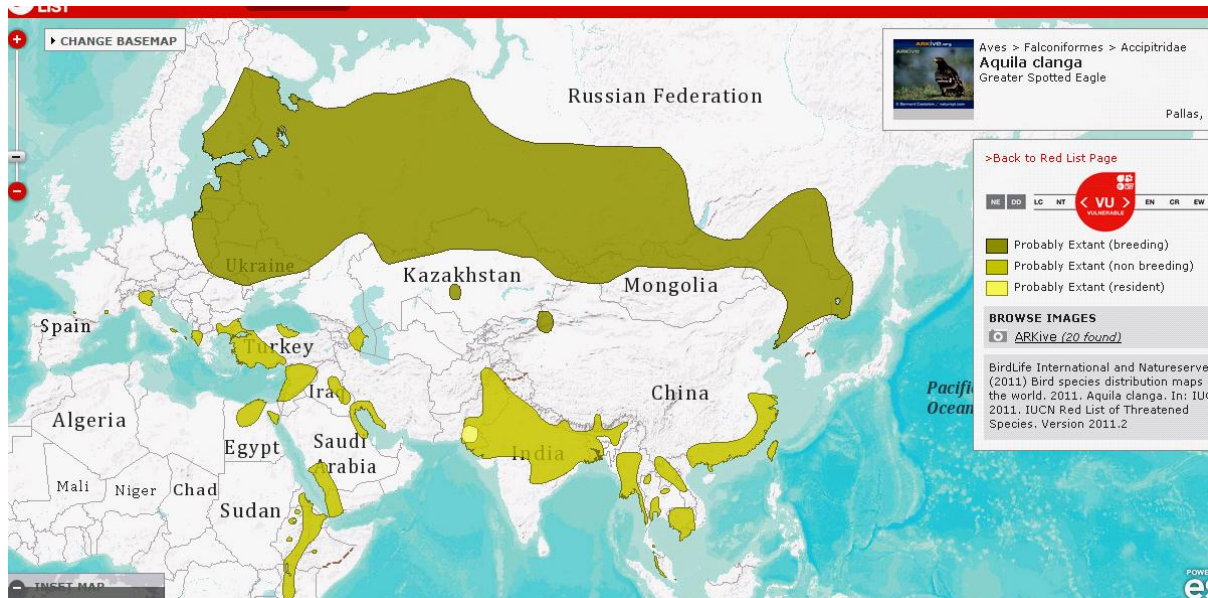 LIST
CHANGE BASEMAP
Russian Federation
Ukraine
Kazakhstan
Mongolia
Spain
Turkey
Iraq
China
Algeria
Egypt
Saudi
Arabia
India
Mali
Niger
Chad
Sudan
Pacific
Ocean
INSET MAP
Aves > Falconiformes > Accipitridae
Aquila clanga
Greater Spotted Eagle
Pallas,
>Back to Red List Page
NE DD LC NT < VU > EN CR EW
VULNERABLE
Probably Extant (breeding)
Probably Extant (non breeding)
Probably Extant (resident)
BROWSE IMAGES
ARKive (20 found)
BirdLife International and Natureserve
(2011) Bird species distribution maps
the world. 2011. Aquila clanga. In: IUC
2011. IUCN Red List of Threatened
Species. Version 2011.2
POWE
es